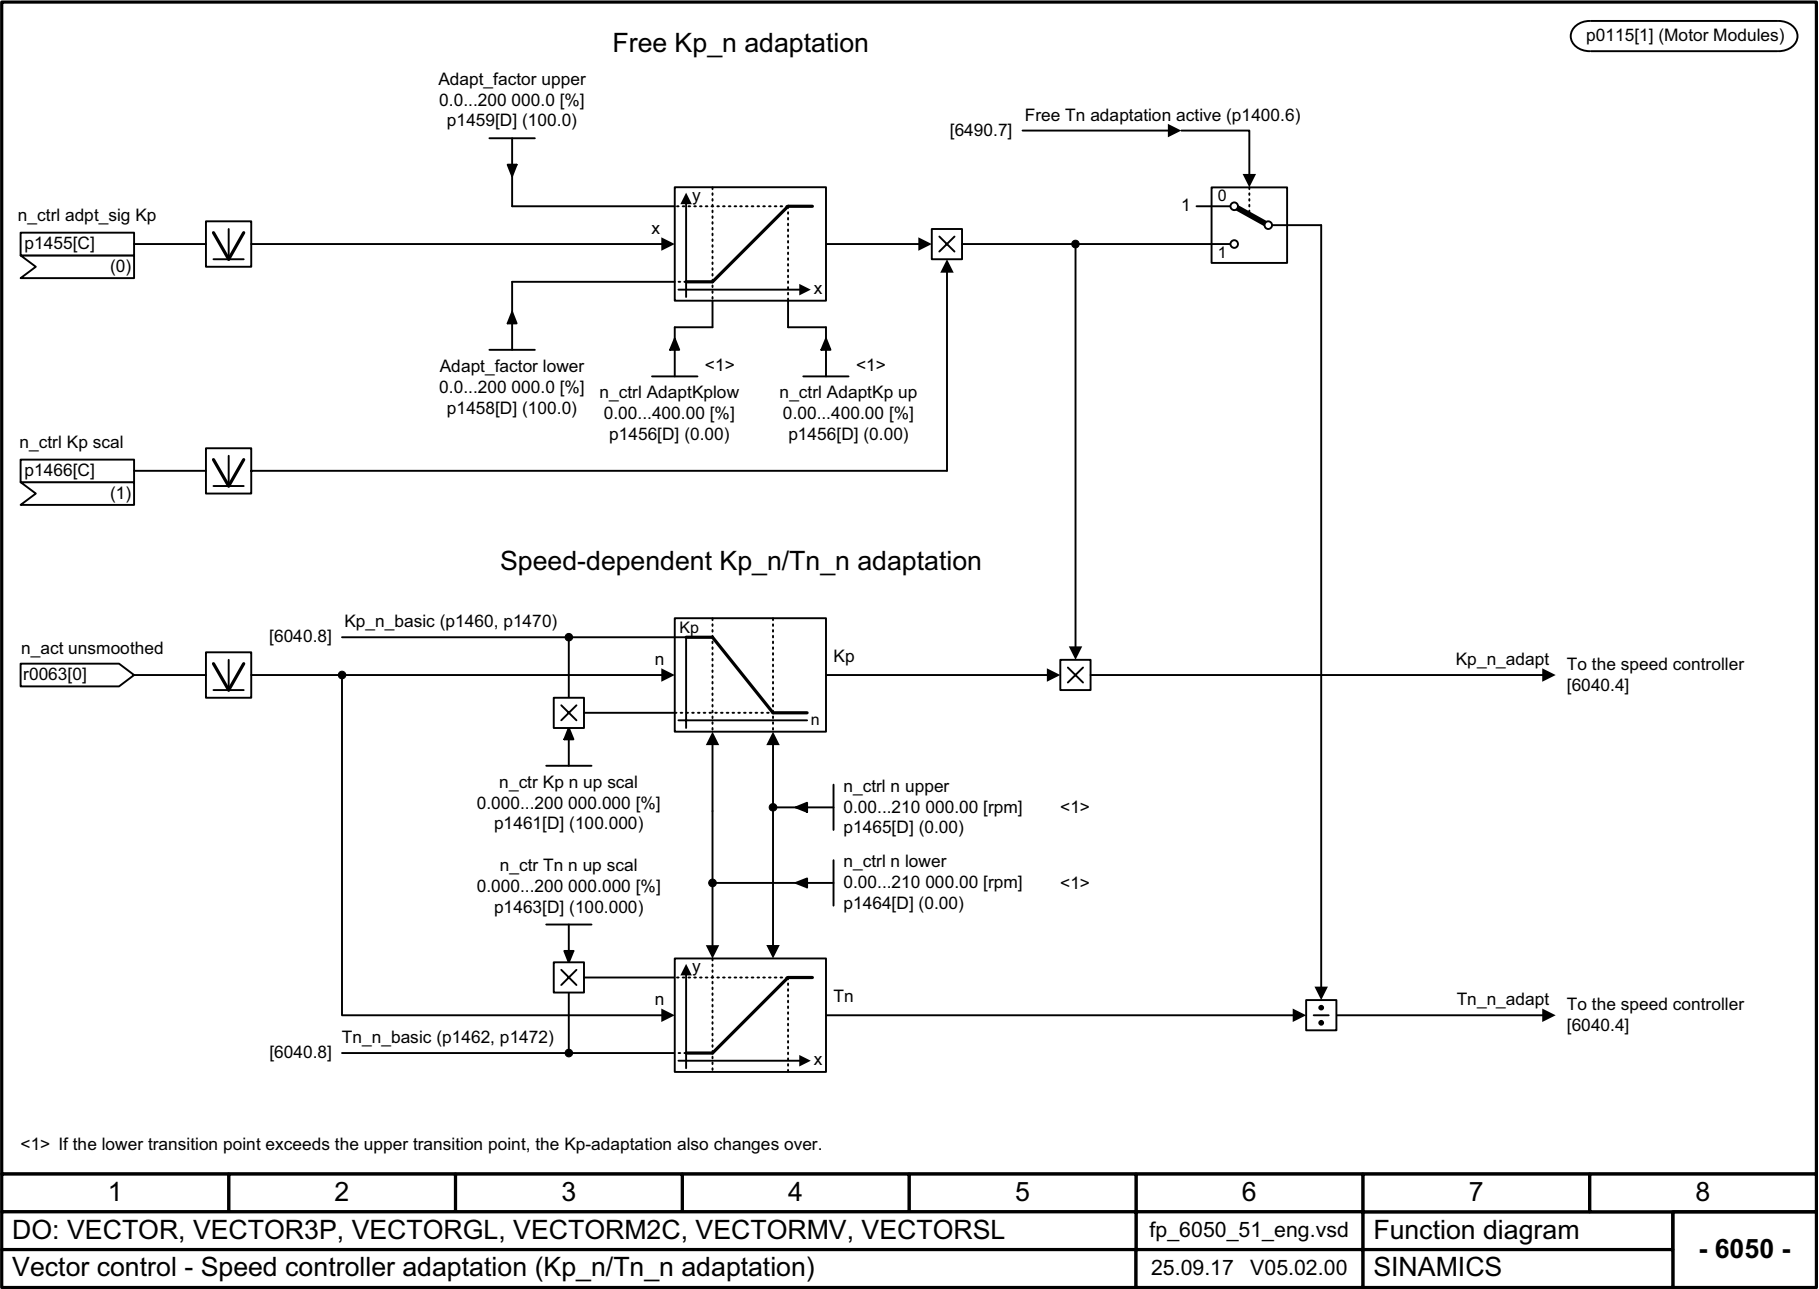 Free Kp_n adaptation
p0115[1] (Motor Modules)
Adapt_factor upper
0.0...200 000.0 [%]
p1459[D] (100.0)
[6490.7]
Free Tn adaptation active (p1400.6)
n_ctrl adpt_sig Kp
p1455[C]
(0)
x
y
x
1
0
1
Adapt_factor lower
0.0...200 000.0 [%]
p1458[D] (100.0)
<1>
n_ctrl AdaptKplow
0.00...400.00 [%]
p1456[D] (0.00)
<1>
n_ctrl AdaptKp up
0.00...400.00 [%]
p1456[D] (0.00)
n_ctrl Kp scal
p1466[C]
(1)
Speed-dependent Kp_n/Tn_n adaptation
[6040.8]
Kp_n_basic (p1460, p1470)
n_act unsmoothed
r0063[0]
Kp
n
n
Kp
Kp_n_adapt
To the speed controller
[6040.4]
n_ctr Kp n up scal
0.000...200 000.000 [%]
p1461[D] (100.000)
n_ctrl n upper
0.00...210 000.00 [rpm]
<1>
p1465[D] (0.00)
n_ctr Tn n up scal
0.000...200 000.000 [%]
p1463[D] (100.000)
n_ctrl n lower
0.00...210 000.00 [rpm]
<1>
p1464[D] (0.00)
y
n
x
Tn
Tn_n_adapt
To the speed controller
[6040.4]
[6040.8]
Tn_n_basic (p1462, p1472)
<1> If the lower transition point exceeds the upper transition point, the Kp-adaptation also changes over.
1 2 3 4 5 6 7 8
DO: VECTOR, VECTOR3P, VECTORGL, VECTORM2C, VECTORMV, VECTORSL
fp_6050_51_eng.vsd
Function diagram
- 6050 -
Vector control - Speed controller adaptation (Kp_n/Tn_n adaptation)
25.09.17 V05.02.00
SINAMICS